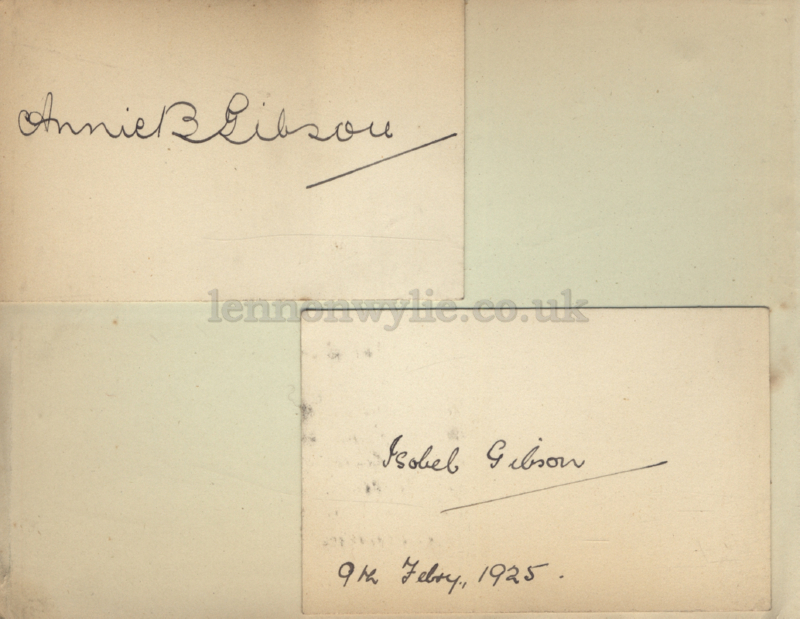 Annie B Gibson
lennonwylie.co.uk
Isobel Gibson
9th Febry., 1925.